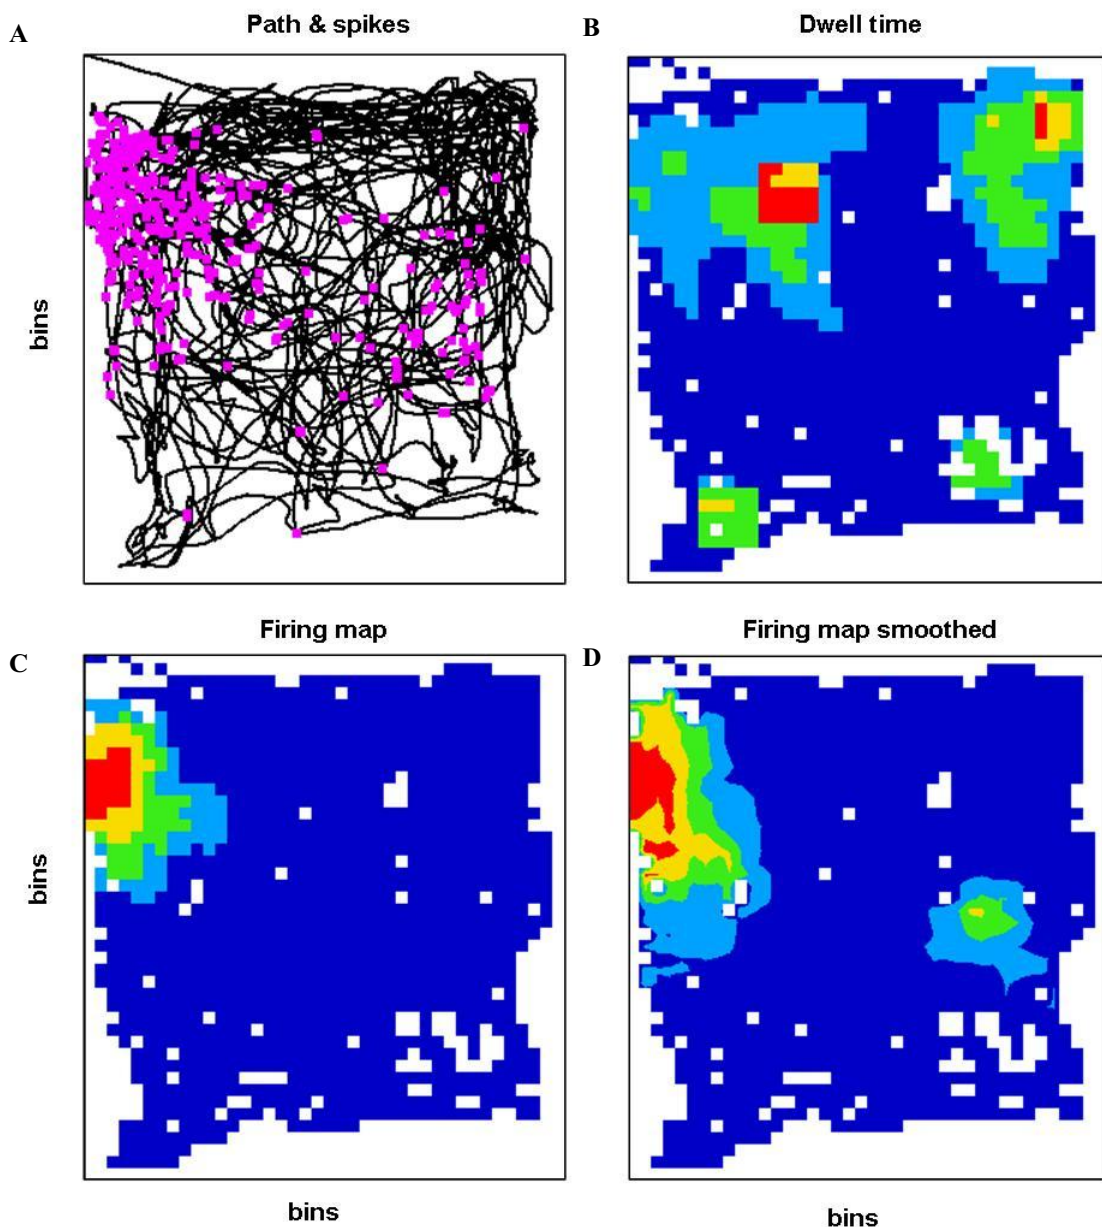 A
Path & spikes
B
Dwell time
bins
C
Firing map
D
Firing map smoothed
bins
bins
bins